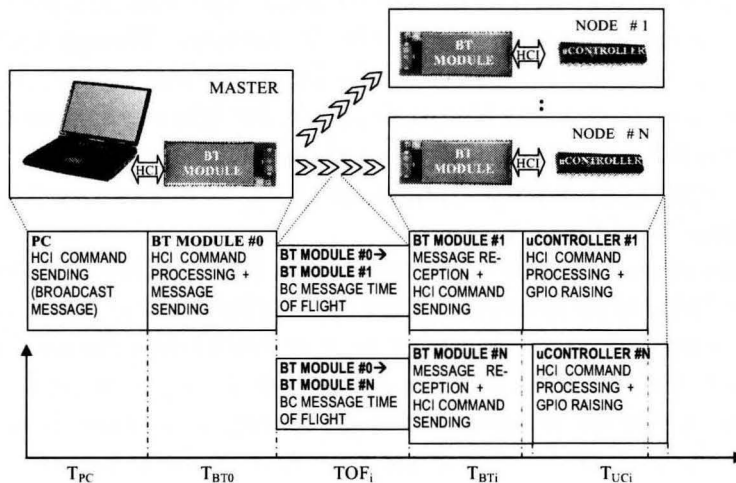 MASTER
HCI
BT
MODULE
NODE # 1
BT
MODULE
HCI
uCONTROLLER
:
NODE # N
BT
MODULE
HCI
uCONTROLLER
PC
HCI COMMAND
SENDING
(BROADCAST
MESSAGE)
BT MODULE #0
HCI COMMAND
PROCESSING +
MESSAGE
SENDING
BT MODULE #0→
BT MODULE #1
BC MESSAGE TIME
OF FLIGHT
BT MODULE #1
MESSAGE RE-
CEPTION +
HCI COMMAND
SENDING
uCONTROLLER #1
HCI COMMAND
PROCESSING +
GPIO RAISING
BT MODULE #0→
BT MODULE #N
BC MESSAGE TIME
OF FLIGHT
BT MODULE #N
MESSAGE RE-
CEPTION +
HCI COMMAND
SENDING
uCONTROLLER #N
HCI COMMAND
PROCESSING +
GPIO RAISING
TPC TBT0 TOFi TBTi TUCi